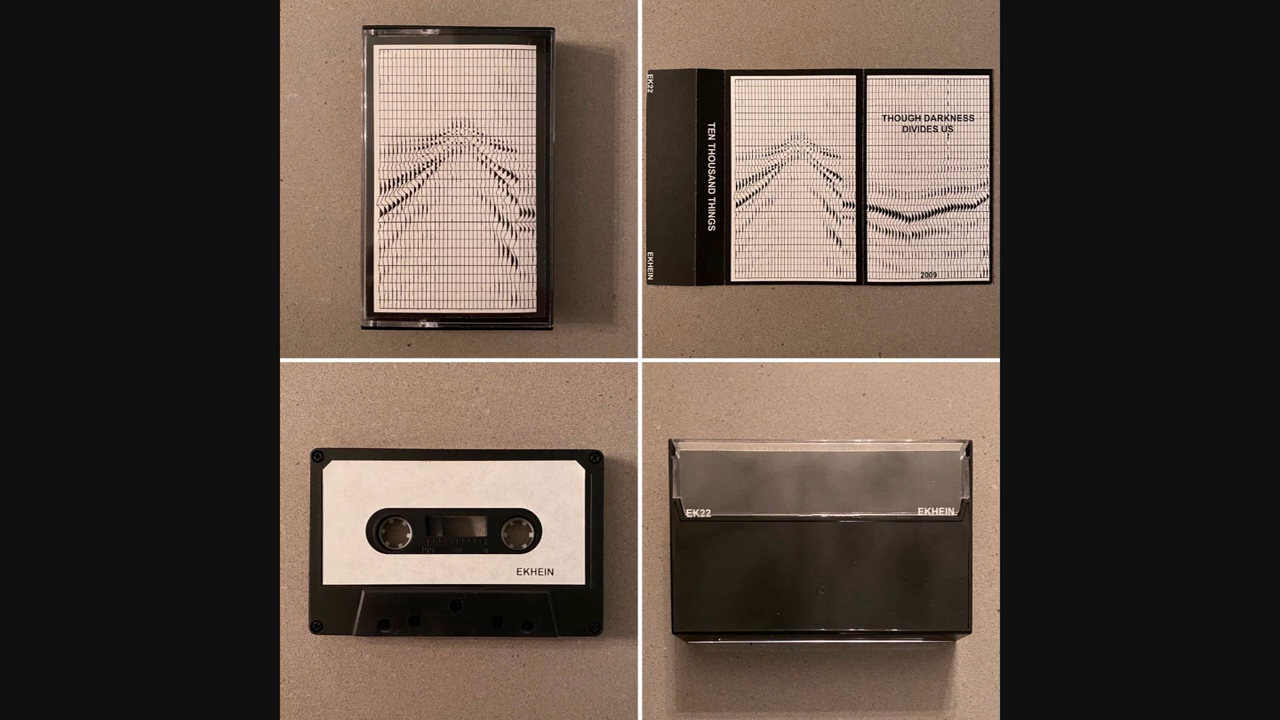 EK22
EKHEIN
TEN THOUSAND THINGS
THOUGH DARKNESS
DIVIDES US
2009
EKHEIN
EK22
EKHEIN